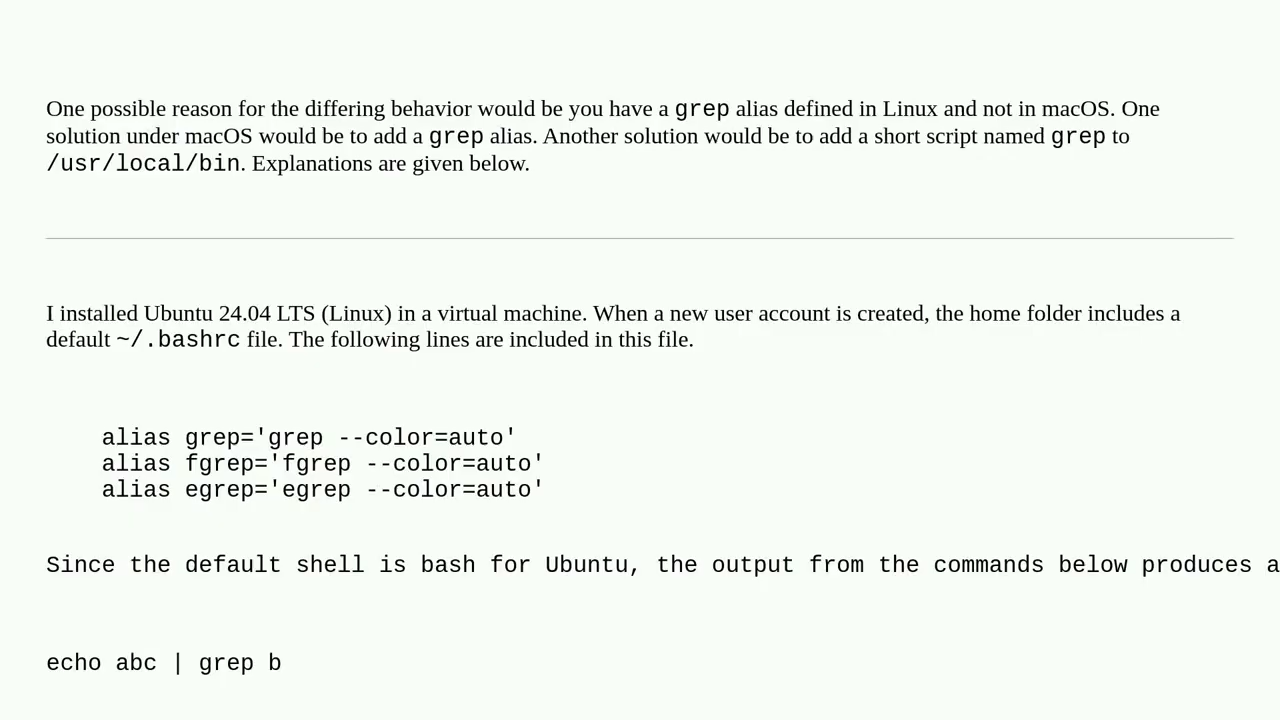 One possible reason for the differing behavior would be you have a grep alias defined in Linux and not in macOS. One
solution under macOS would be to add a grep alias. Another solution would be to add a short script named grep to
/usr/local/bin. Explanations are given below.
I installed Ubuntu 24.04 LTS (Linux) in a virtual machine. When a new user account is created, the home folder includes a
default ~/.bashrc file. The following lines are included in this file.
alias grep='grep --color=auto'
alias fgrep='fgrep --color=auto'
alias egrep='egrep --color=auto'
Since the default shell is bash for Ubuntu, the output from the commands below produces a
echo abc | grep b